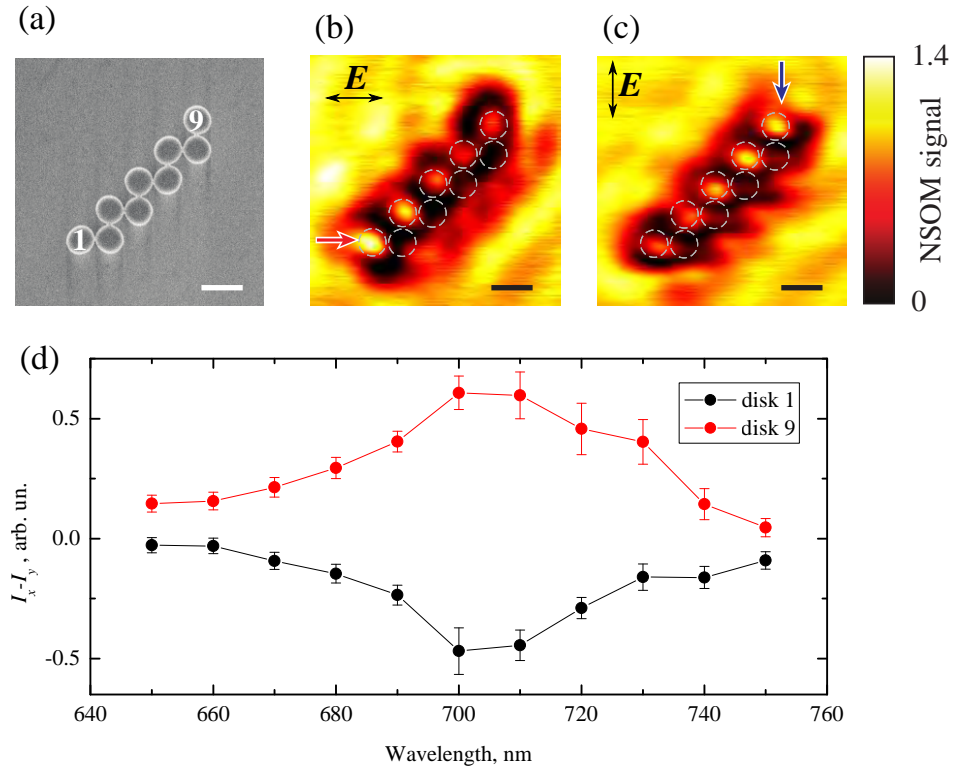 (a)
(b)
(c)
9
1
E
E
1.4
NSOM signal
0
(d)
0.5
0.0
-0.5
I_x-I_y, arb. un.
disk 1
disk 9
640 660 680 700 720 740 760
Wavelength, nm